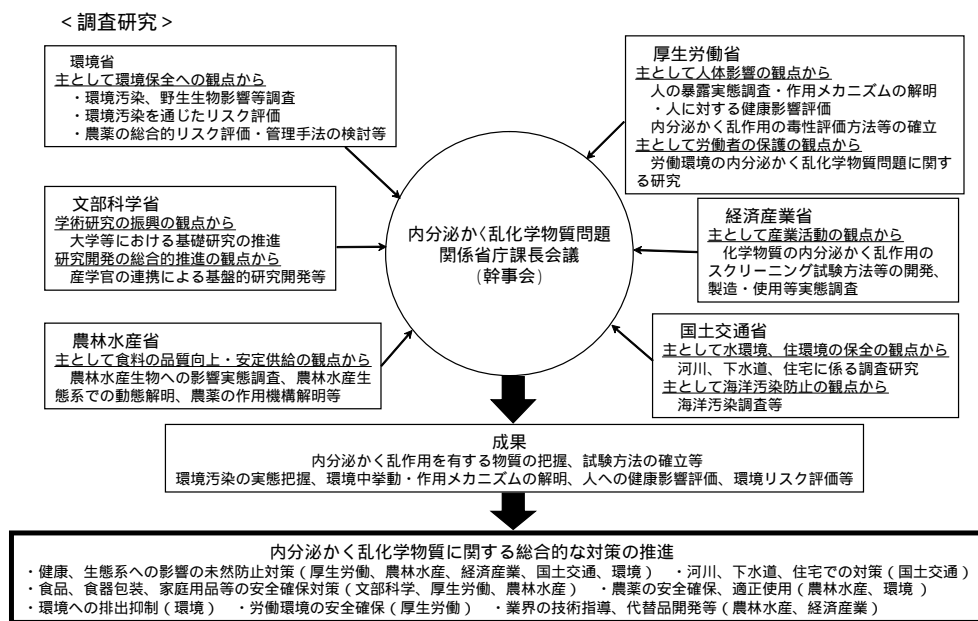 ＜調査研究＞
環境省
主として環境保全への観点から
・環境汚染、野生生物影響等調査
・環境汚染を通じたリスク評価
・農薬の総合的リスク評価・管理手法の検討等
厚生労働省
主として人体影響の観点から
人の暴露実態調査・作用メカニズムの解明
・人に対する健康影響評価
内分泌かく乱作用の毒性評価方法等の確立
主として労働者の保護の観点から
労働環境の内分泌かく乱化学物質問題に関す
る研究
文部科学省
学術研究の振興の観点から
大学等における基礎研究の推進
研究開発の総合的推進の観点から
産学官の連携による基盤的研究開発等
内分泌かく乱化学物質問題
関係省庁課長会議
(幹事会)
経済産業省
主として産業活動の観点から
化学物質の内分泌かく乱作用の
スクリーニング試験方法等の開発、
製造・使用等実態調査
農林水産省
主として食料の品質向上・安定供給の観点から
農林水産生物への影響実態調査、農林水産生
態系での動態解明、農薬の作用機構解明等
国土交通省
主として水環境、住環境の保全の観点から
河川、下水道、住宅に係る調査研究
主として海洋汚染防止の観点から
海洋汚染調査等
成果
内分泌かく乱作用を有する物質の把握、試験方法の確立等
環境汚染の実態把握、環境中挙動・作用メカニズムの解明、人への健康影響評価、環境リスク評価等
内分泌かく乱化学物質に関する総合的な対策の推進
・健康、生態系への影響の未然防止対策（厚生労働、農林水産、経済産業、国土交通、環境）　・河川、下水道、住宅での対策（国土交通）
・食品、食器包装、家庭用品等の安全確保対策（文部科学、厚生労働、農林水産）　・農薬の安全確保、適正使用（農林水産、環境）
・環境への排出抑制（環境）　・労働環境の安全確保（厚生労働）　・業界の技術指導、代替品開発等（農林水産、経済産業）